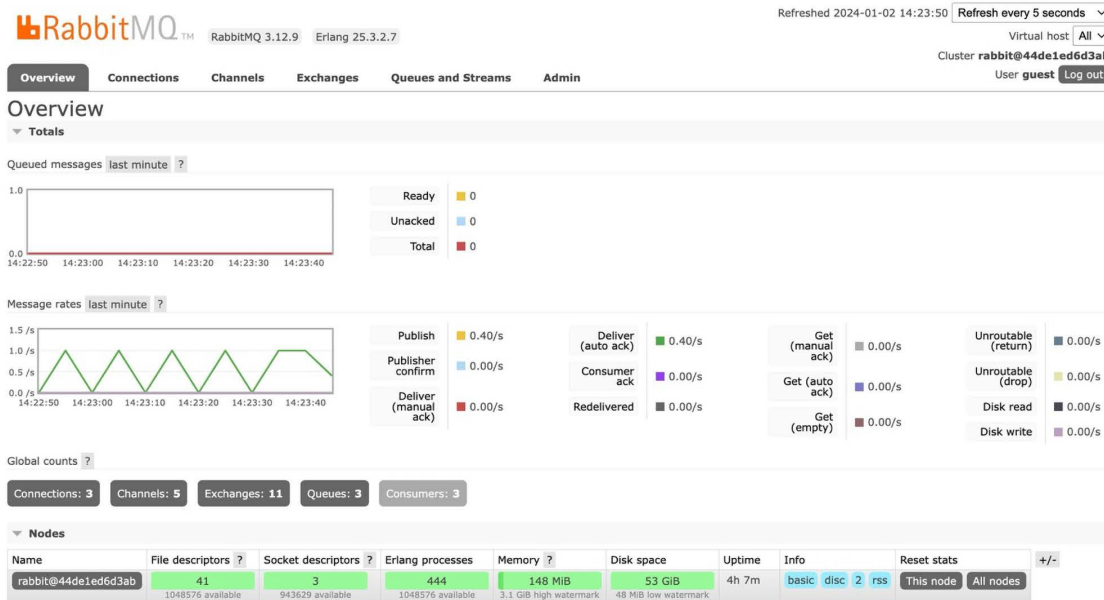 Refreshed 2024-01-02 14:23:50 Refresh every 5 seconds
RabbitMQ TM RabbitMQ 3.12.9 Erlang 25.3.2.7
Virtual host All
Cluster rabbit@44de1ed6d3ab
User guest Log out
Overview Connections Channels Exchanges Queues and Streams Admin
Overview
Totals
Queued messages last minute ?
1.0
0.0
14:22:50 14:23:00 14:23:10 14:23:20 14:23:30 14:23:40
Ready 0
Unacked 0
Total 0
Message rates last minute ?
1.5 /s
1.0 /s
0.5 /s
0.0 /s
14:22:50 14:23:00 14:23:10 14:23:20 14:23:30 14:23:40
Publish 0.40/s
Publisher
confirm 0.00/s
Deliver
(manual
ack) 0.00/s
Deliver
(auto ack) 0.40/s
Consumer
ack 0.00/s
Redelivered 0.00/s
Get
(manual
ack) 0.00/s
Get (auto
ack) 0.00/s
Get
(empty) 0.00/s
Unroutable
(return) 0.00/s
Unroutable
(drop) 0.00/s
Disk read 0.00/s
Disk write 0.00/s
Global counts ?
Connections: 3 Channels: 5 Exchanges: 11 Queues: 3 Consumers: 3
Nodes
Name File descriptors ? Socket descriptors ? Erlang processes Memory ? Disk space Uptime Info Reset stats +/-
rabbit@44de1ed6d3ab 41 3 444 148 MiB 53 GiB 4h 7m basic disc 2 rss This node All nodes
1048576 available 943629 available 1048576 available 3.1 GiB high watermark 48 MiB low watermark